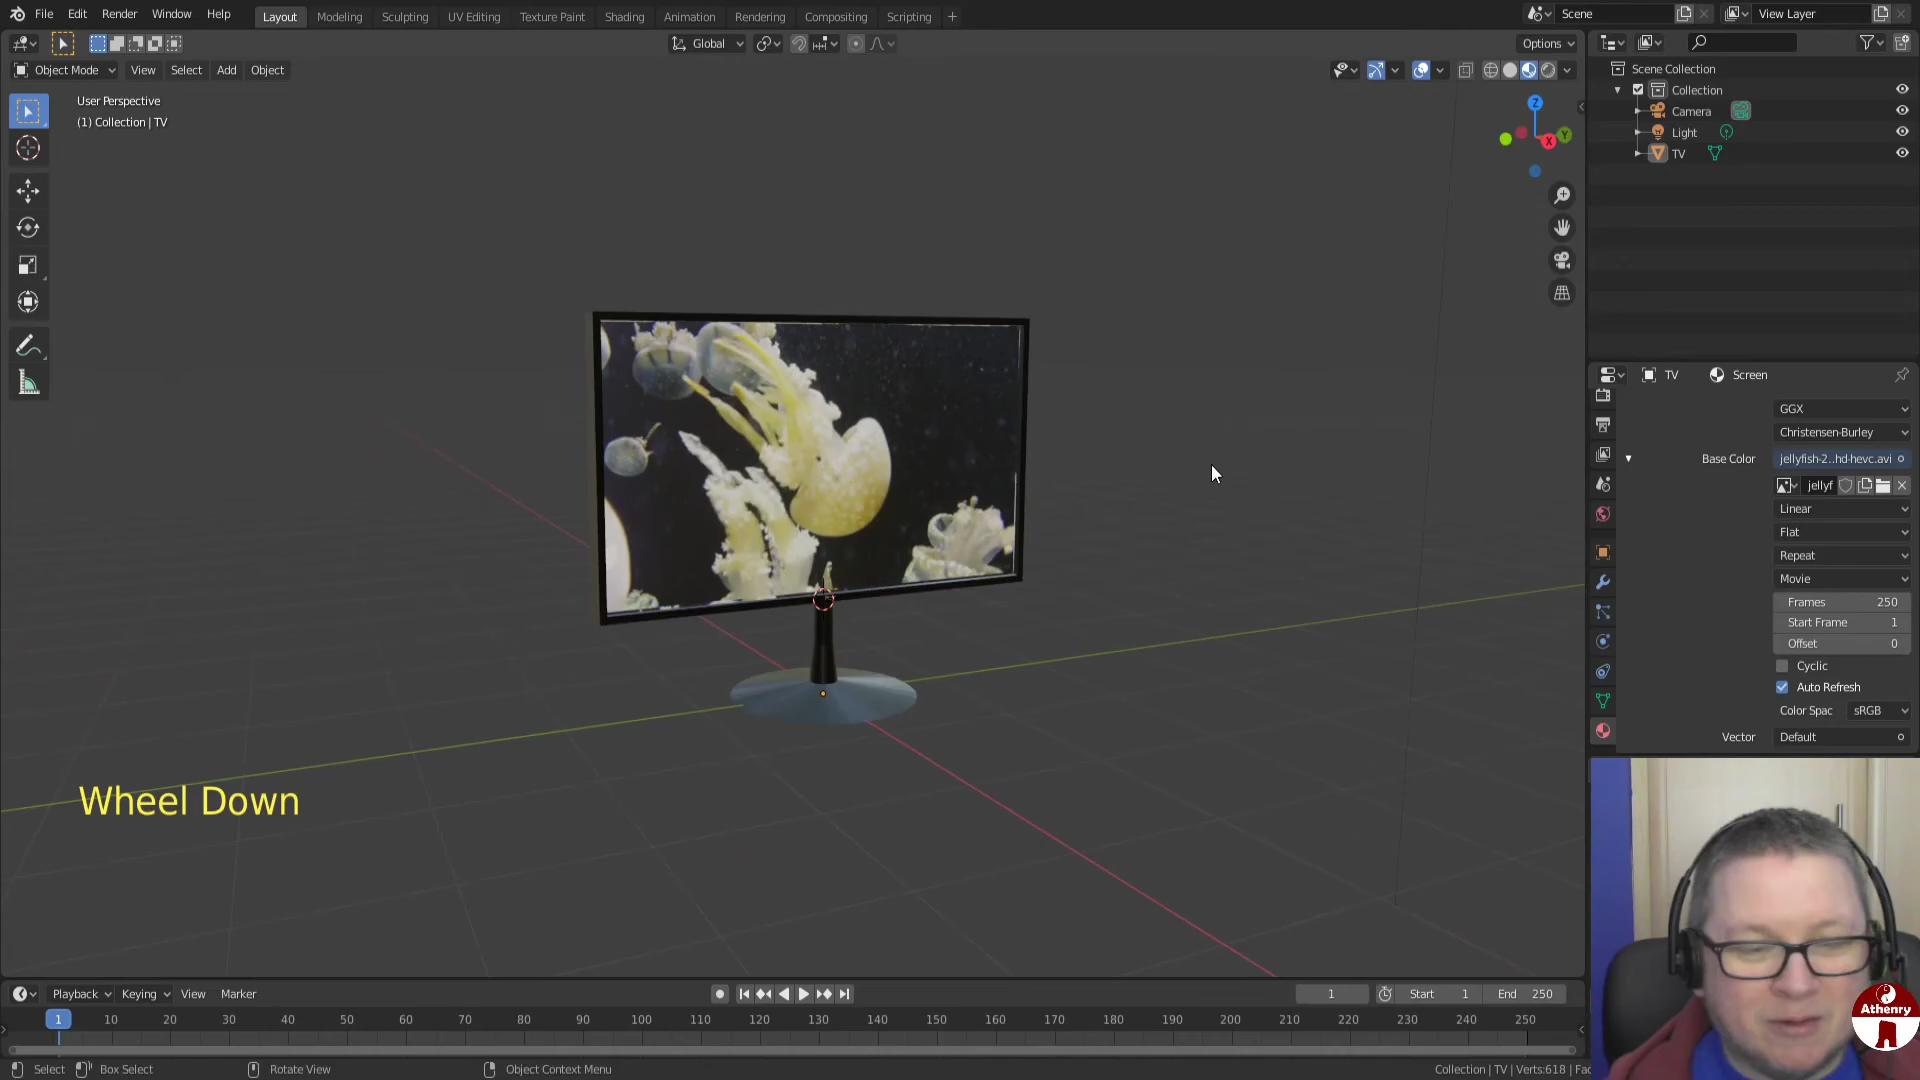 File Edit Render Window Help Layout Modeling Sculpting UV Editing Texture Paint Shading Animation Rendering Compositing Scripting + Scene View Layer
Global Options
Object Mode View Select Add Object
User Perspective
(1) Collection | TV
Z
X Y
Scene Collection
Collection
Camera
Light
TV
TV Screen
GGX
Christensen-Burley
Base Color jellyfish-2..hd-hevc.avi
jellyf
Linear
Flat
Repeat
Movie
Frames 250
Start Frame 1
Offset 0
Cyclic
Auto Refresh
Color Spac sRGB
Vector Default
Wheel Down
Playback Keying View Marker 1 Start 1 End 250
1 10 20 30 40 50 60 70 80 90 100 110 120 130 140 150 160 170 180 190 200 210 220 230 240 250
Select Box Select Rotate View Object Context Menu Collection | TV | Verts:618 | Fac
Athenry